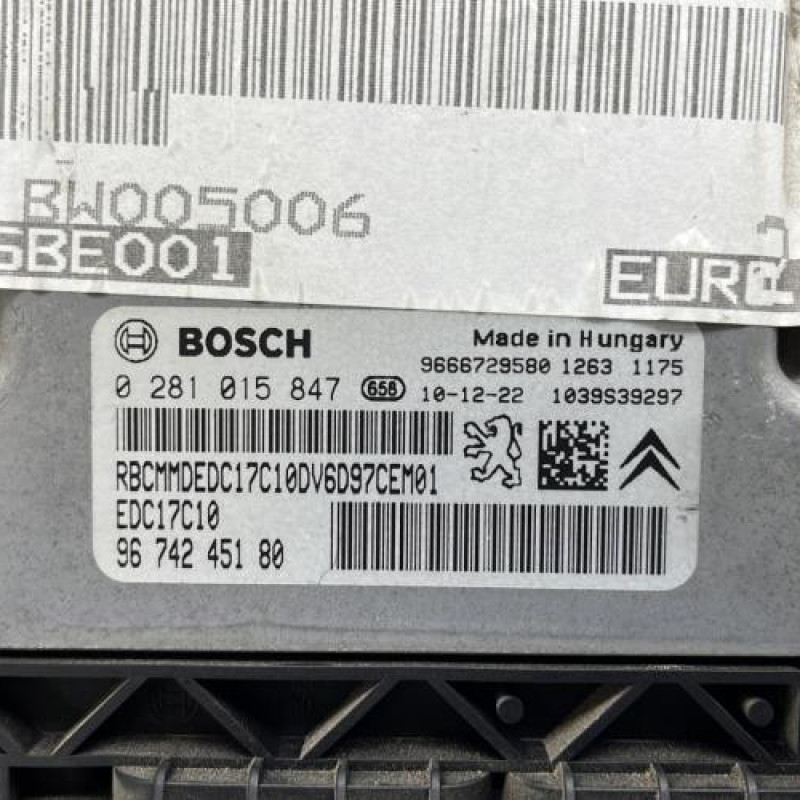 BW005006
6BE001
EUR
BOSCH
Made in Hungary
9666729580 1263 1175
0 281 015 847 658 10-12-22 1039S39297
RBCMMDEDC17C10DV6D97CEM01
EDC17C10
96 742 451 80